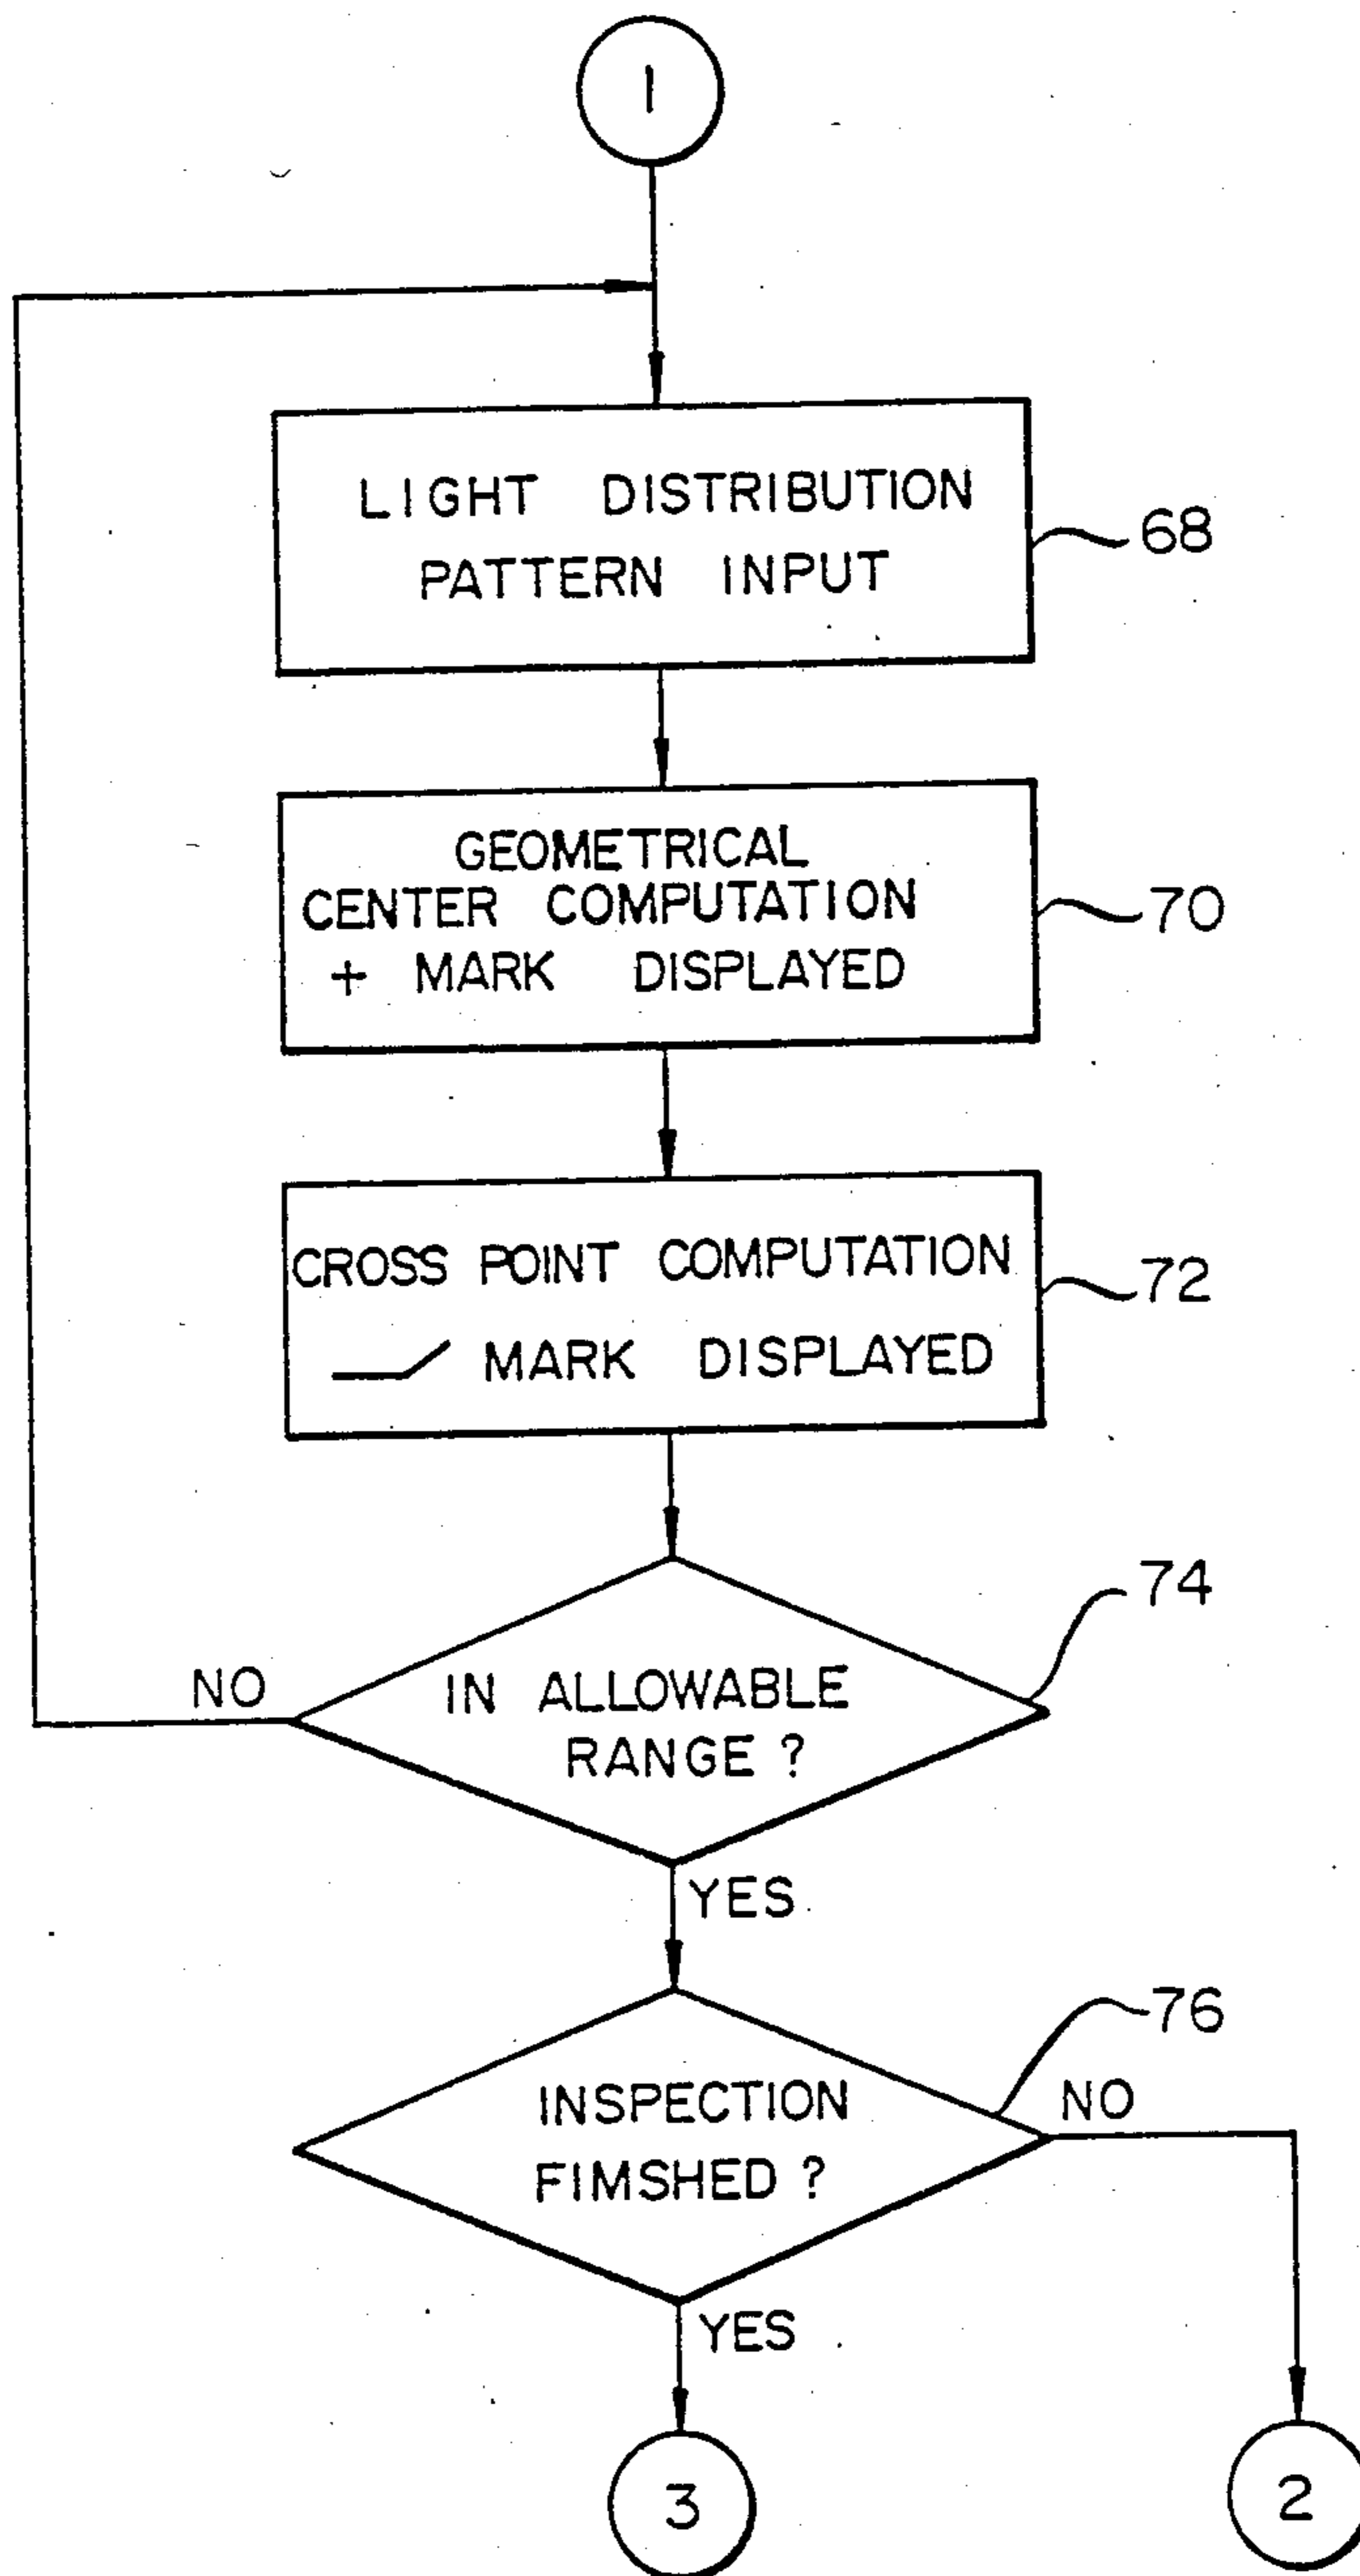 1
LIGHT DISTRIBUTION
PATTERN INPUT
68
GEOMETRICAL
CENTER COMPUTATION
+ MARK DISPLAYED
70
CROSS POINT COMPUTATION
MARK DISPLAYED
72
74
NO
IN ALLOWABLE
RANGE ?
YES
76
INSPECTION
FIMSHED ?
NO
YES
3
2